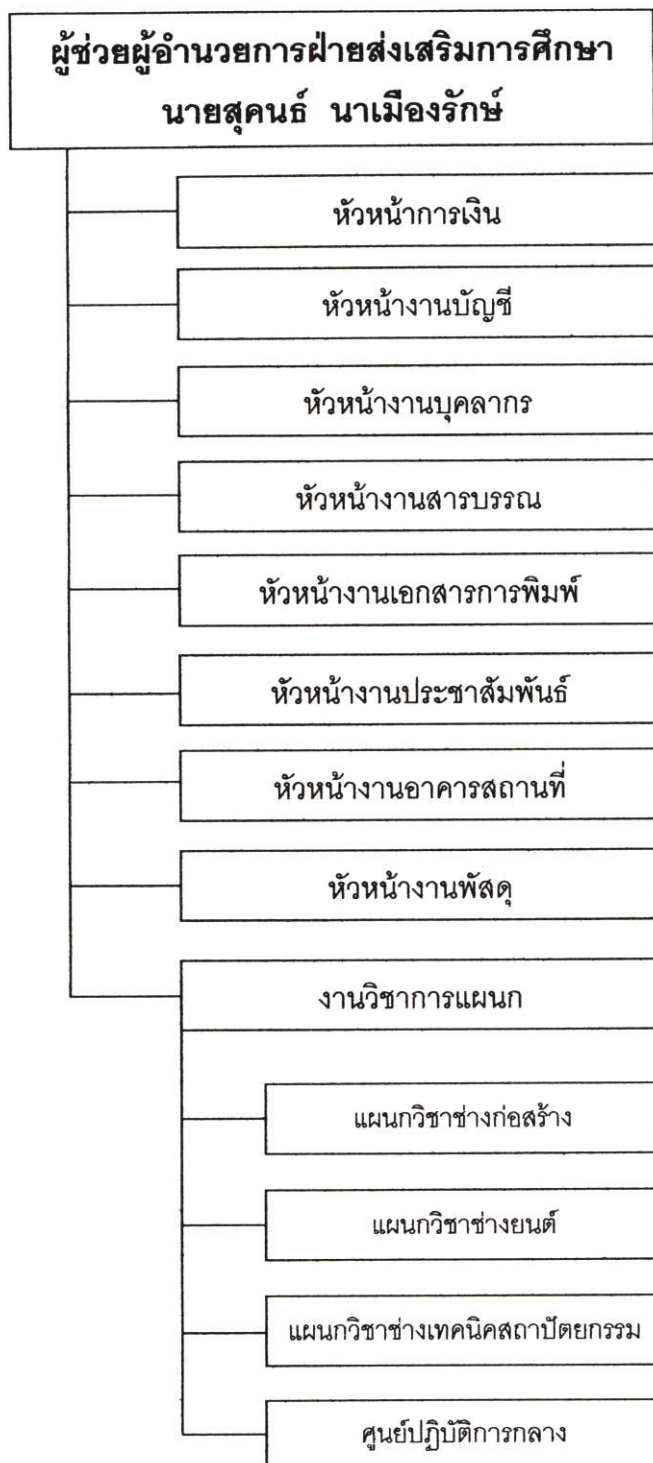 ผู้ช่วยผู้อำนวยการฝ่ายส่งเสริมการศึกษา
นายสุคนธ์ นาเมืองรักษ์
หัวหน้าการเงิน
หัวหน้างานบัญชี
หัวหน้างานบุคลากร
หัวหน้างานสารบรรณ
หัวหน้างานเอกสารการพิมพ์
หัวหน้างานประชาสัมพันธ์
หัวหน้างานอาคารสถานที่
หัวหน้างานพัสดุ
งานวิชาการแผนก
แผนกวิชาช่างก่อสร้าง
แผนกวิชาช่างยนต์
แผนกวิชาช่างเทคนิคสถาปัตยกรรม
ศูนย์ปฏิบัติการกลาง